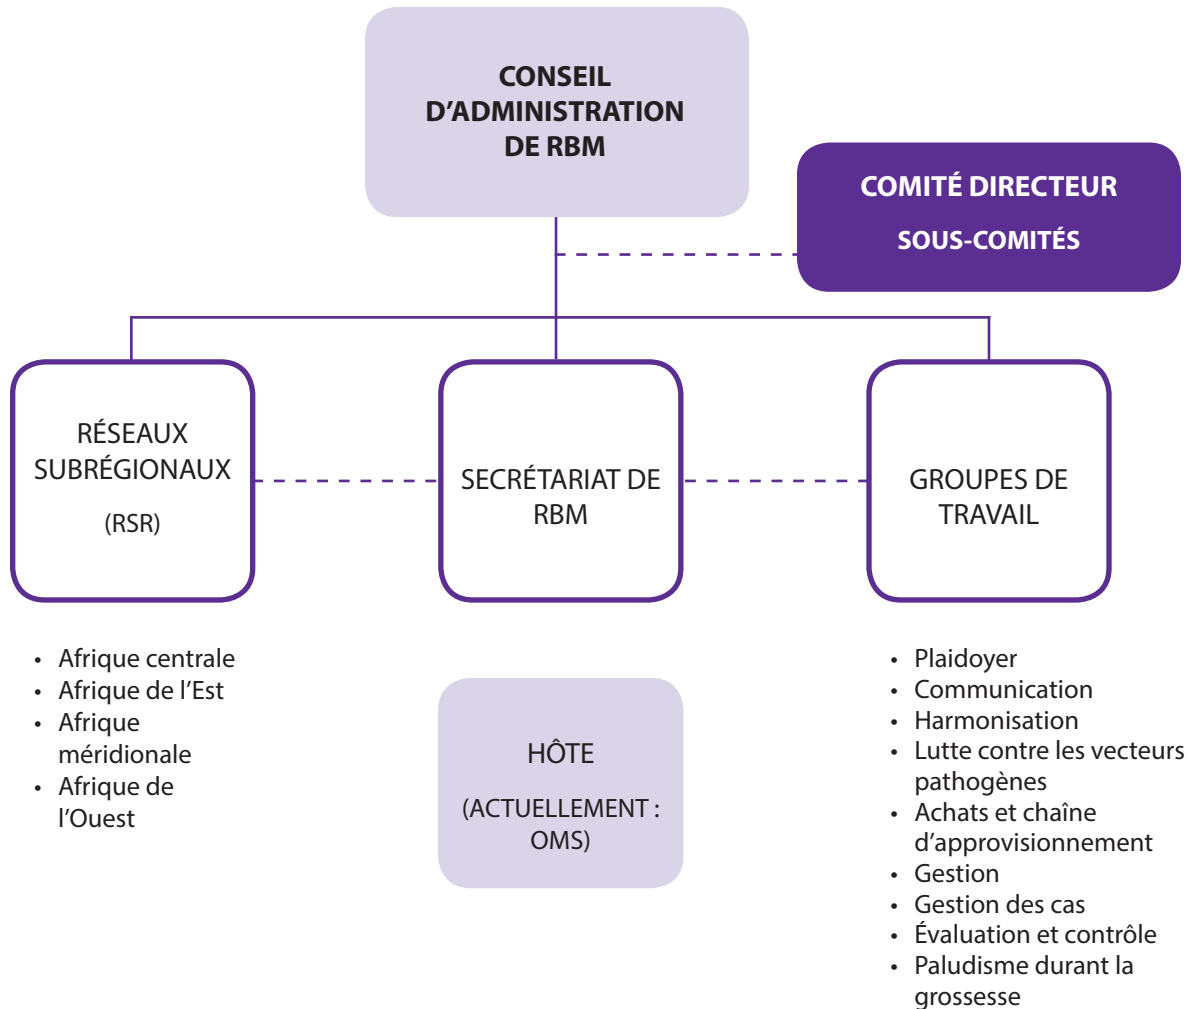 CONSEIL
D’ADMINISTRATION
DE RBM
COMITÉ DIRECTEUR
SOUS-COMITÉS
RÉSEAUX
SUBRÉGIONAUX
(RSR)
SECRÉTARIAT DE
RBM
GROUPES DE
TRAVAIL
• Afrique centrale
• Afrique de l’Est
• Afrique
méridionale
• Afrique de
l’Ouest
HÔTE
(ACTUELLEMENT :
OMS)
• Plaidoyer
• Communication
• Harmonisation
• Lutte contre les vecteurs
pathogènes
• Achats et chaîne
d’approvisionnement
• Gestion
• Gestion des cas
• Évaluation et contrôle
• Paludisme durant la
grossesse